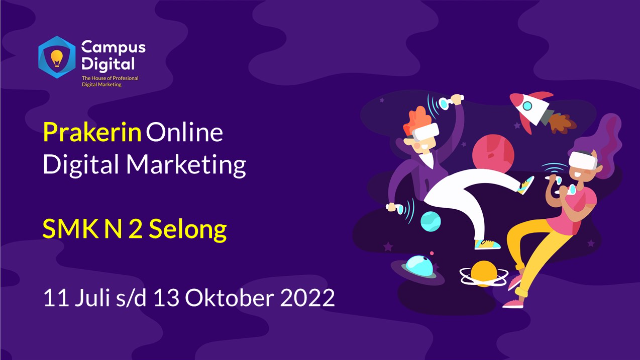 Campus
Digital
The House of Profesional
Digital Marketing
Prakerin Online
Digital Marketing
SMK N 2 Selong
11 Juli s/d 13 Oktober 2022